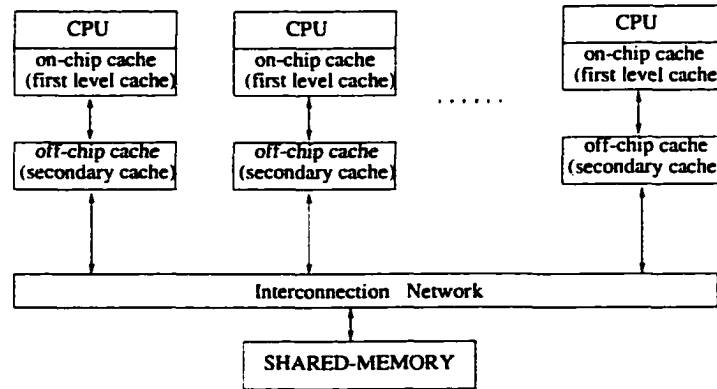 CPU
on-chip cache
(first level cache)
off-chip cache
(secondary cache)
CPU
on-chip cache
(first level cache)
off-chip cache
(secondary cache)
. . . . . .
CPU
on-chip cache
(first level cache)
off-chip cache
(secondary cache)
Interconnection Network
SHARED-MEMORY